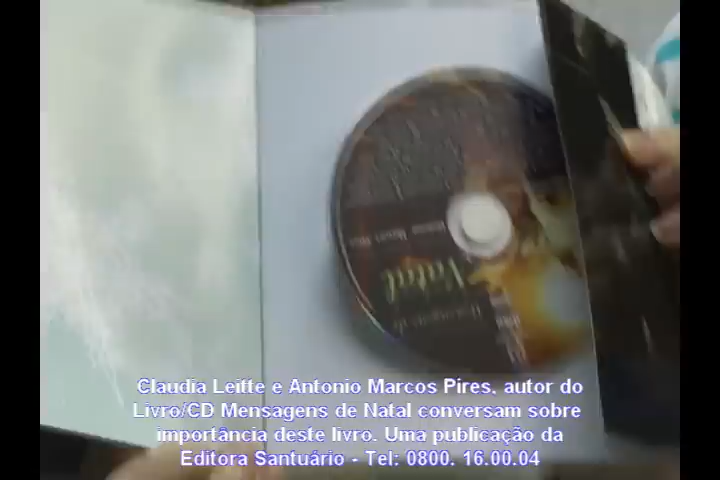 Natal
Claudia Leitte e Antonio Marcos Pires, autor do
Livro/CD Mensagens de Natal conversam sobre
importância deste livro. Uma publicação da
Editora Santuário - Tel: 0800. 16.00.04